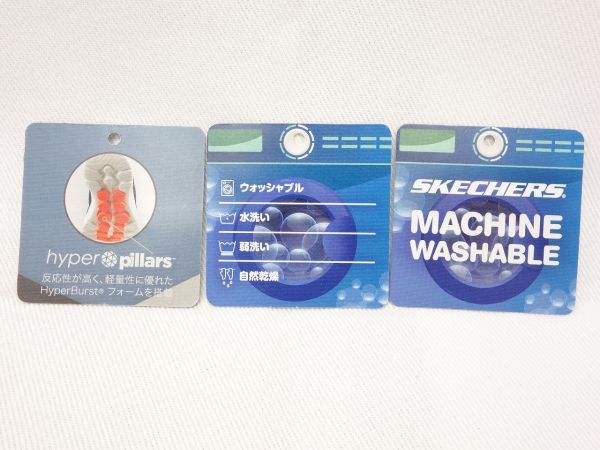 hyper pillars™
反応性が高く、軽量性に優れた
HyperBurst® フォームを搭載
ウォッシャブル
水洗い
弱洗い
自然乾燥
SKECHERS®
MACHINE
WASHABLE